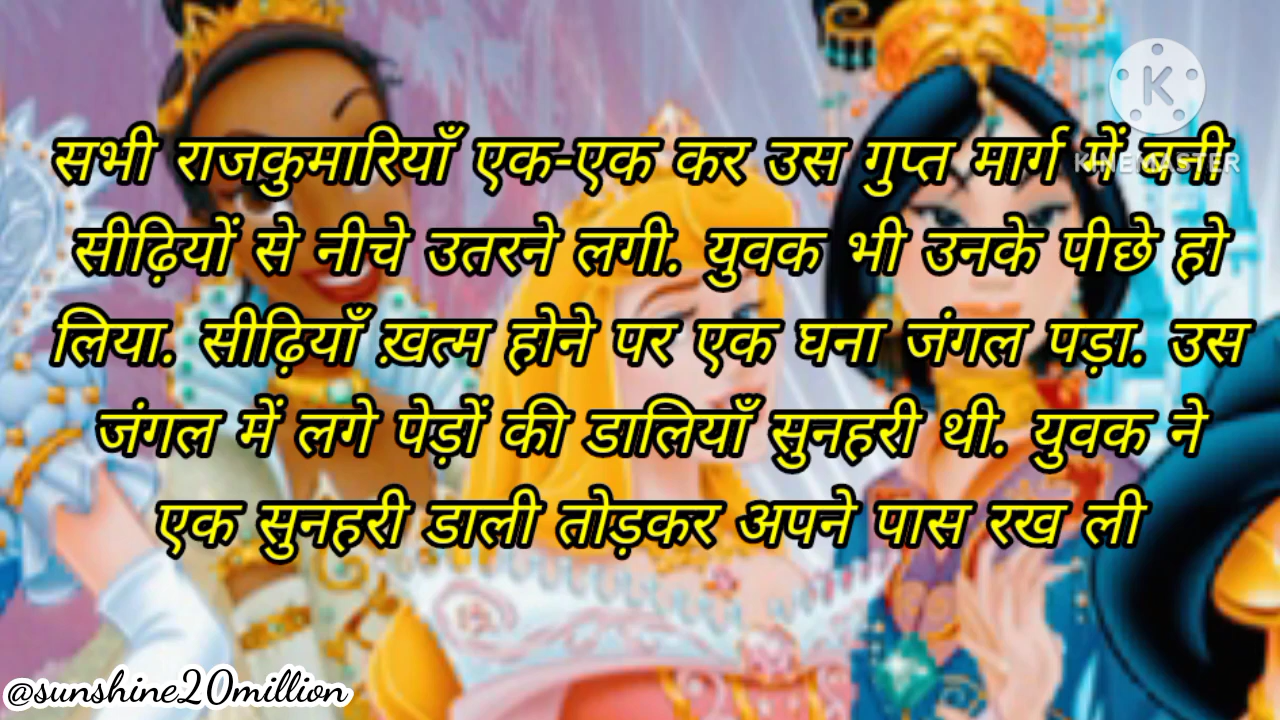 सभी राजकुमारियाँ एक-एक कर उस गुप्त मार्ग में बनी
सीढ़ियों से नीचे उतरने लगी. युवक भी उनके पीछे हो
लिया. सीढ़ियाँ ख़त्म होने पर एक घना जंगल पड़ा. उस
जंगल में लगे पेड़ों की डालियाँ सुनहरी थी. युवक ने
एक सुनहरी डाली तोड़कर अपने पास रख ली
K
KINEMASTER
@sunshine20million